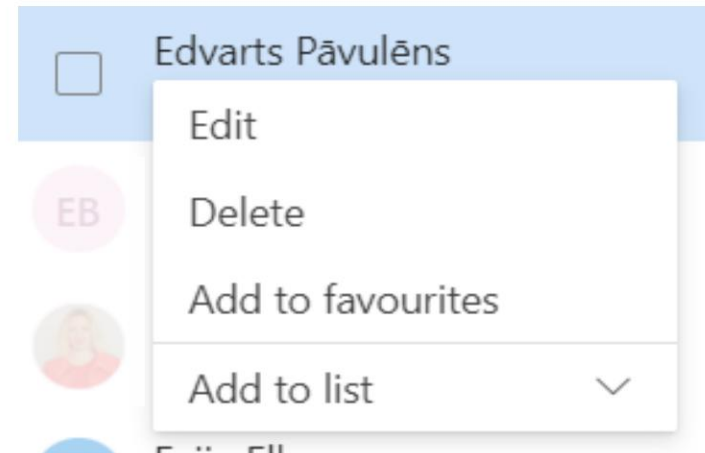 Edvarts Pāvulēns
Edit
EB
Delete
Add to favourites
Add to list